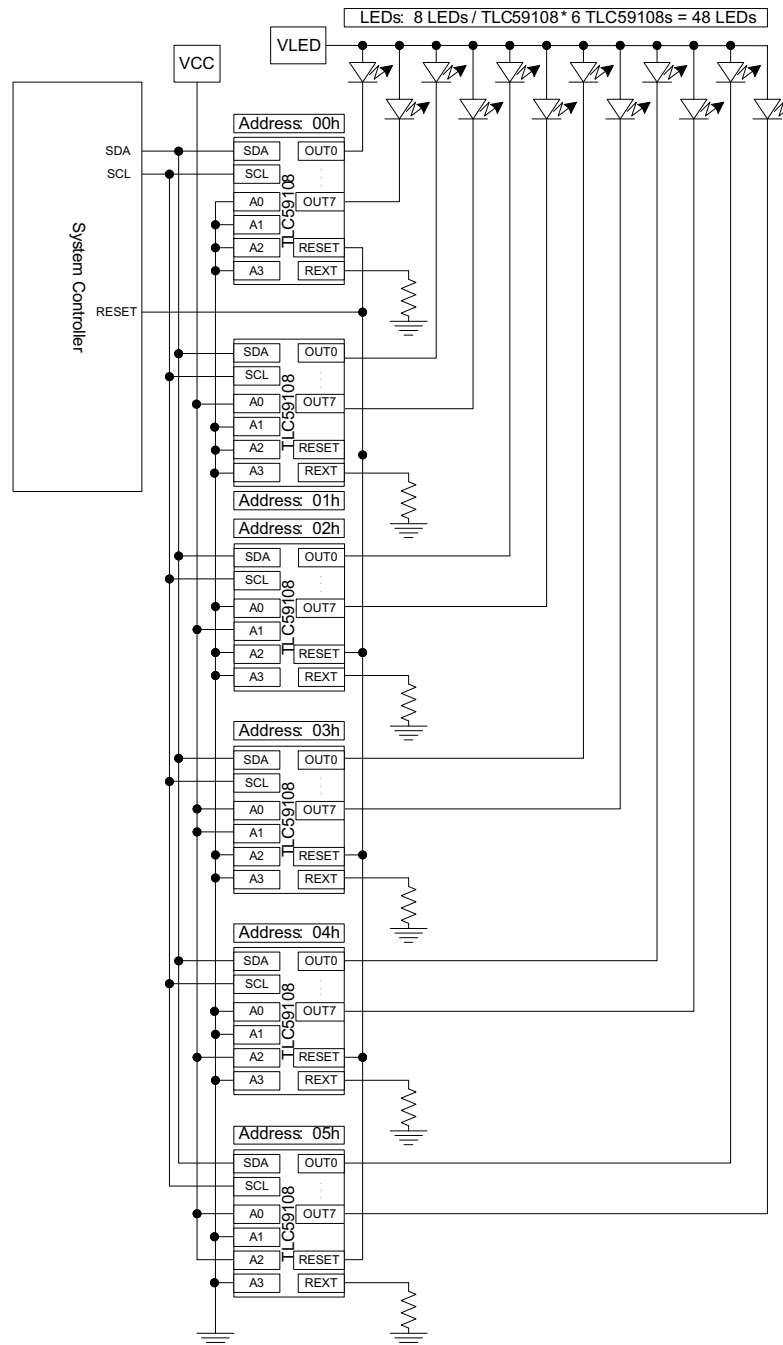 LEDs: 8 LEDs / TLC59108 * 6 TLC59108s = 48 LEDs
VLED
VCC
System Controller
SDA
SCL
RESET
Address: 00h
SDA OUT0
SCL
A0 OUT7
A1
A2 RESET
A3 REXT
TLC59108
SDA OUT0
SCL
A0 OUT7
A1
A2 RESET
A3 REXT
TLC59108
Address: 01h
Address: 02h
SDA OUT0
SCL
A0 OUT7
A1
A2 RESET
A3 REXT
TLC59108
Address: 03h
SDA OUT0
SCL
A0 OUT7
A1
A2 RESET
A3 REXT
TLC59108
Address: 04h
SDA OUT0
SCL
A0 OUT7
A1
A2 RESET
A3 REXT
TLC59108
Address: 05h
SDA OUT0
SCL
A0 OUT7
A1
A2 RESET
A3 REXT
TLC59108